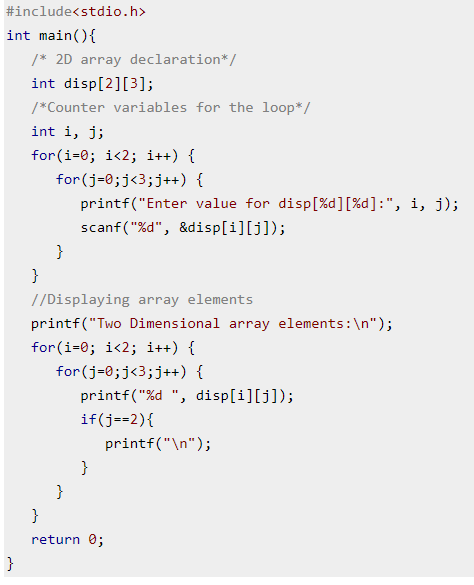 #include<stdio.h>
int main(){
   /* 2D array declaration*/
   int disp[2][3];
   /*Counter variables for the loop*/
   int i, j;
   for(i=0; i<2; i++) {
      for(j=0;j<3;j++) {
         printf("Enter value for disp[%d][%d]:", i, j);
         scanf("%d", &disp[i][j]);
      }
   }
   //Displaying array elements
   printf("Two Dimensional array elements:\n");
   for(i=0; i<2; i++) {
      for(j=0;j<3;j++) {
         printf("%d ", disp[i][j]);
         if(j==2){
            printf("\n");
         }
      }
   }
   return 0;
}